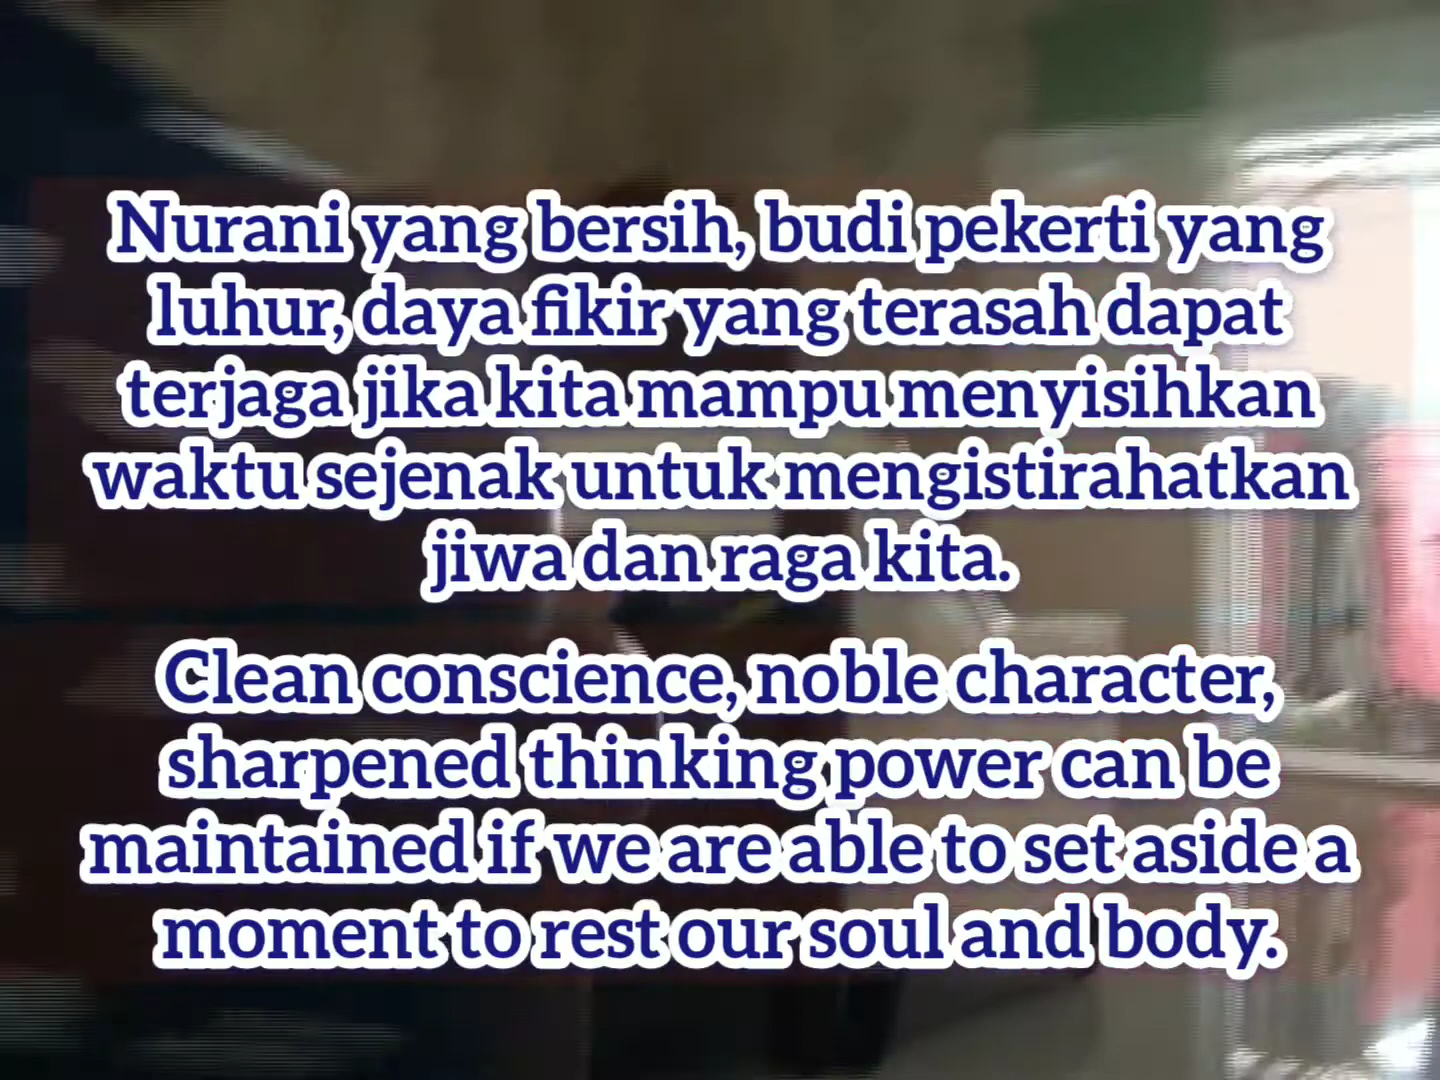 Nurani yang bersih, budi pekerti yang
luhur, daya fikir yang terasah dapat
terjaga jika kita mampu menyisihkan
waktu sejenak untuk mengistirahatkan
jiwa dan raga kita.
Clean conscience, noble character,
sharpened thinking power can be
maintained if we are able to set aside a
moment to rest our soul and body.